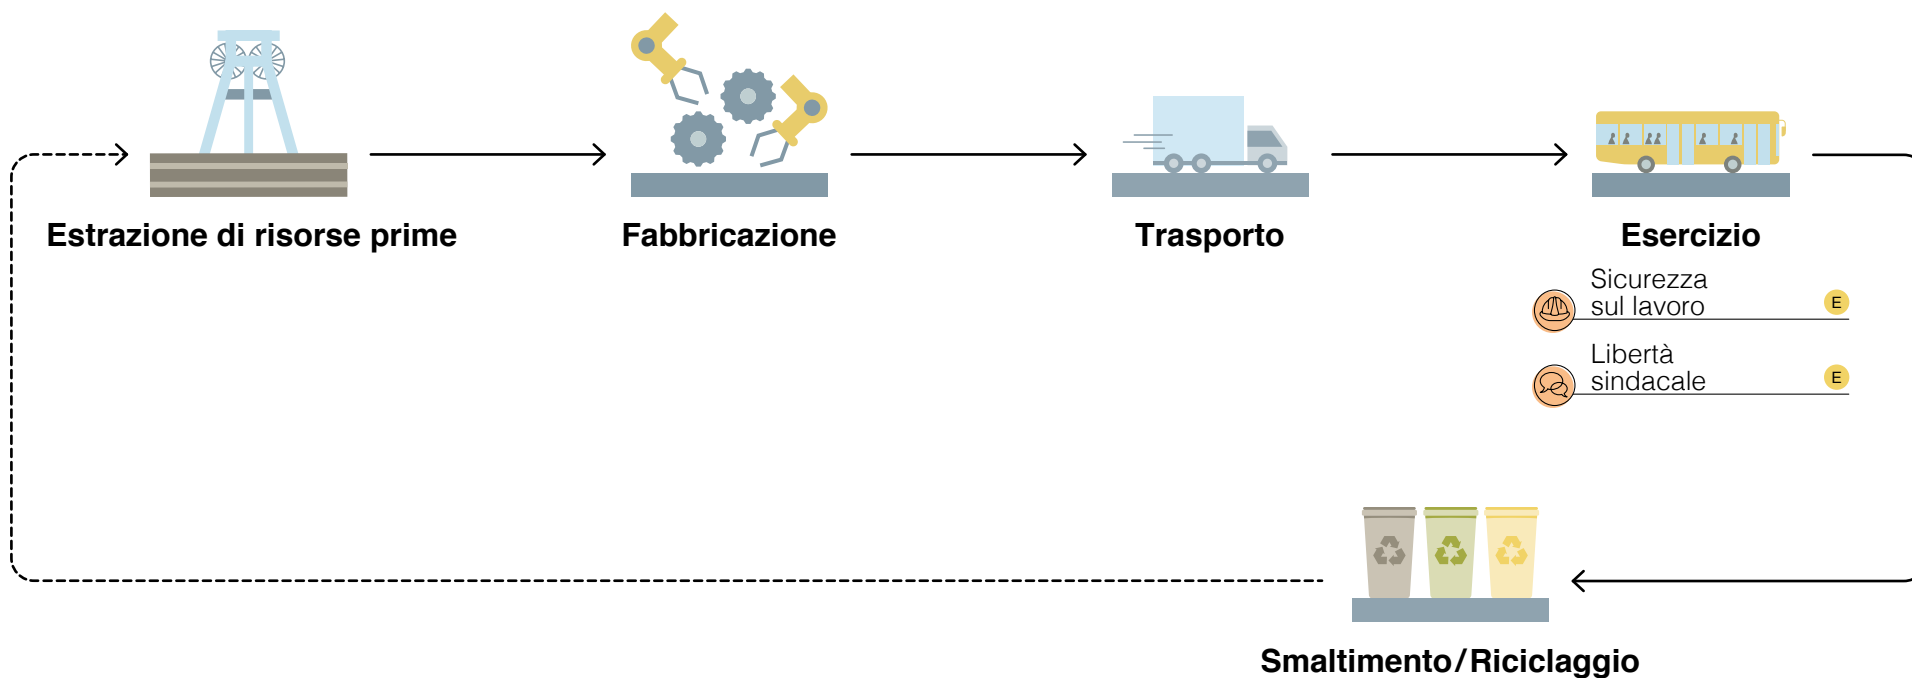 Estrazione di risorse prime
Fabbricazione
Trasporto
Esercizio
Sicurezza
sul lavoro
E
Libertà
sindacale
E
Smaltimento/Riciclaggio